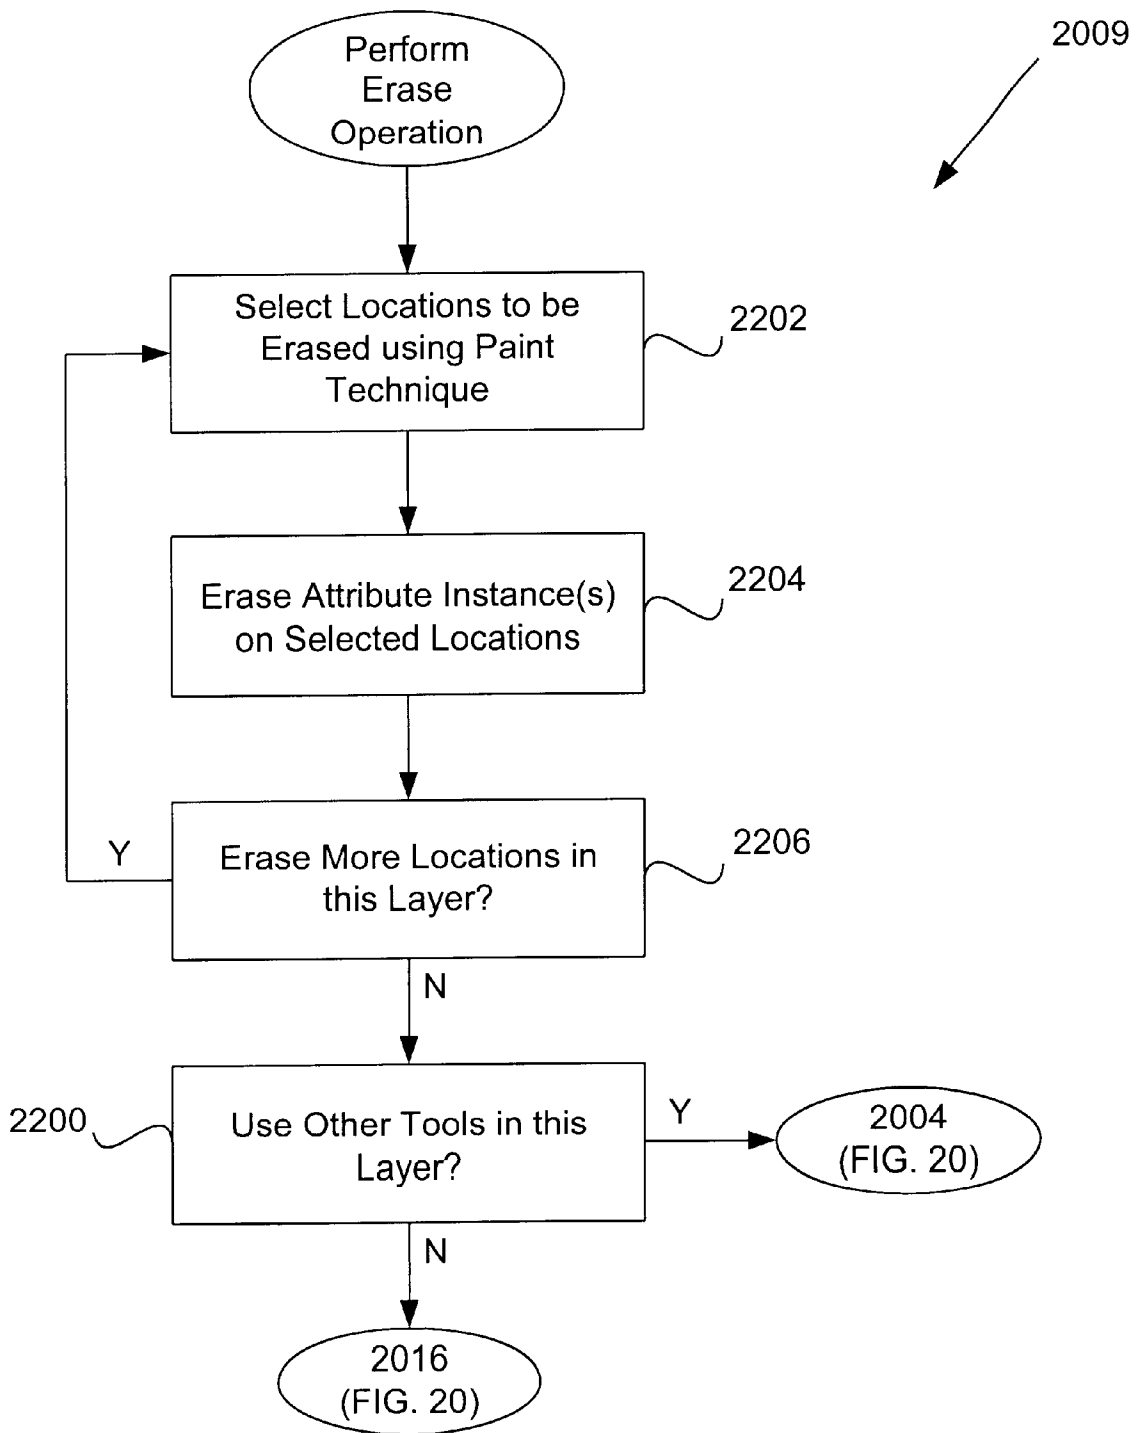 Perform
Erase
Operation
2009
Select Locations to be
Erased using Paint
Technique
2202
Erase Attribute Instance(s)
on Selected Locations
2204
Erase More Locations in
this Layer?
2206
Y
N
2200
Use Other Tools in this
Layer?
Y
2004
(FIG. 20)
N
2016
(FIG. 20)